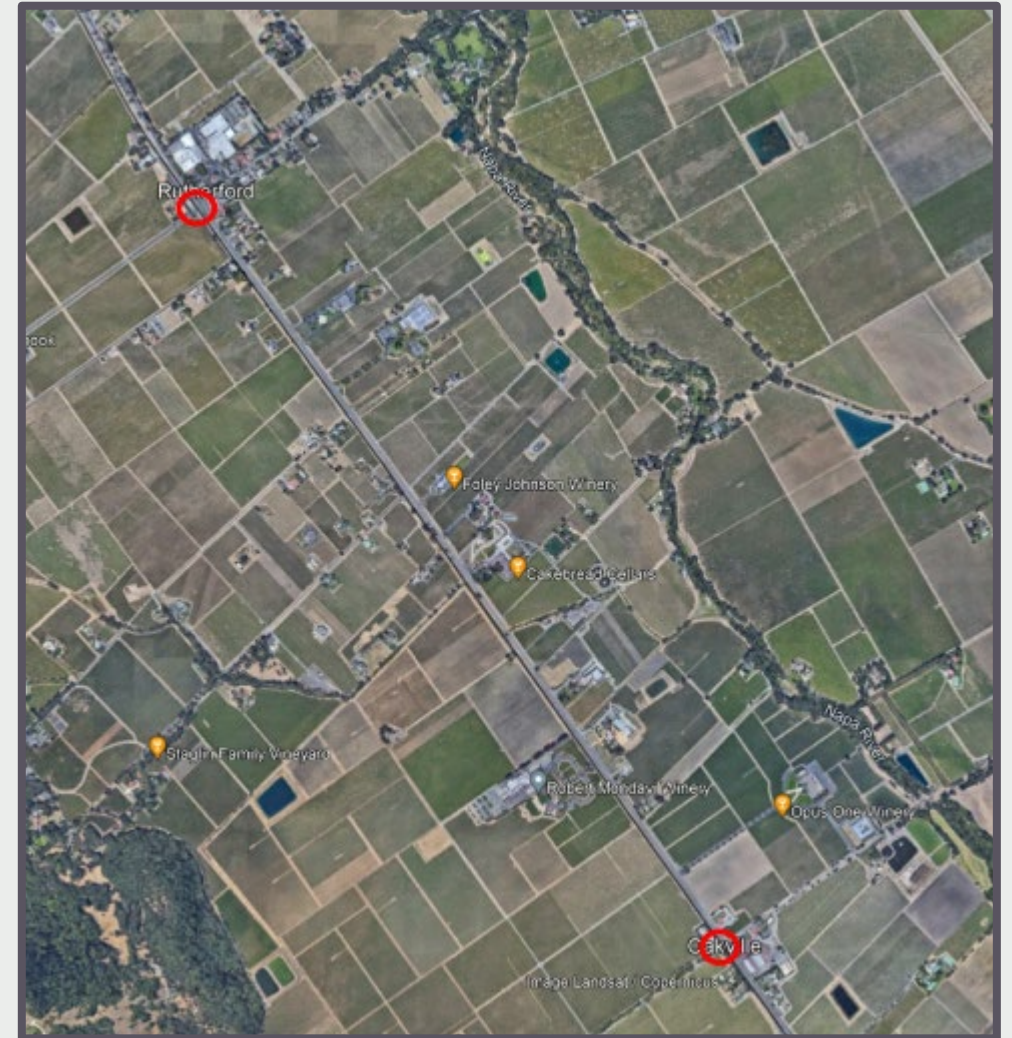 Rutherford
Napa River
ook
Foley Johnson Winery
Cakebread Cellars
Napa River
Staglin Family Vineyard
Robert Mondavi Winery
Opus One Winery
Oakville
Image Landsat / Copernicus